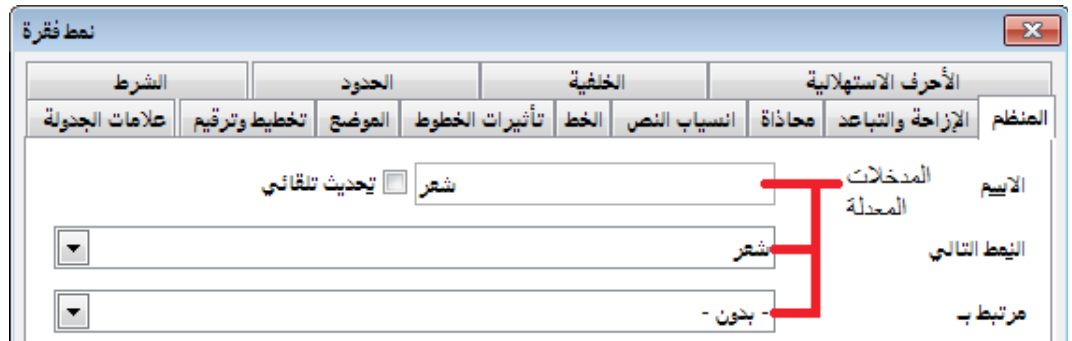 نمط فقرة
الأحرف الاستهلالية الخلفية الحدود الشرط
المنظم الإزاحة والتباعد محاذاة انسياب النص الخط تأثيرات الخطوط الموضع تخطيط وترقيم علامات الجدولة
الاسم المدخلات شعر تحديث تلقائي
المعدلة
النمط التالي شعر
مرتبط بـ - بدون -